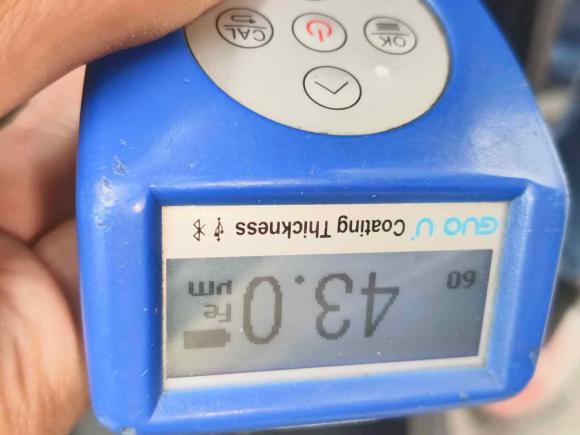 43.0 Fe
60 µm
GUO U Coating Thickness
OK CAL